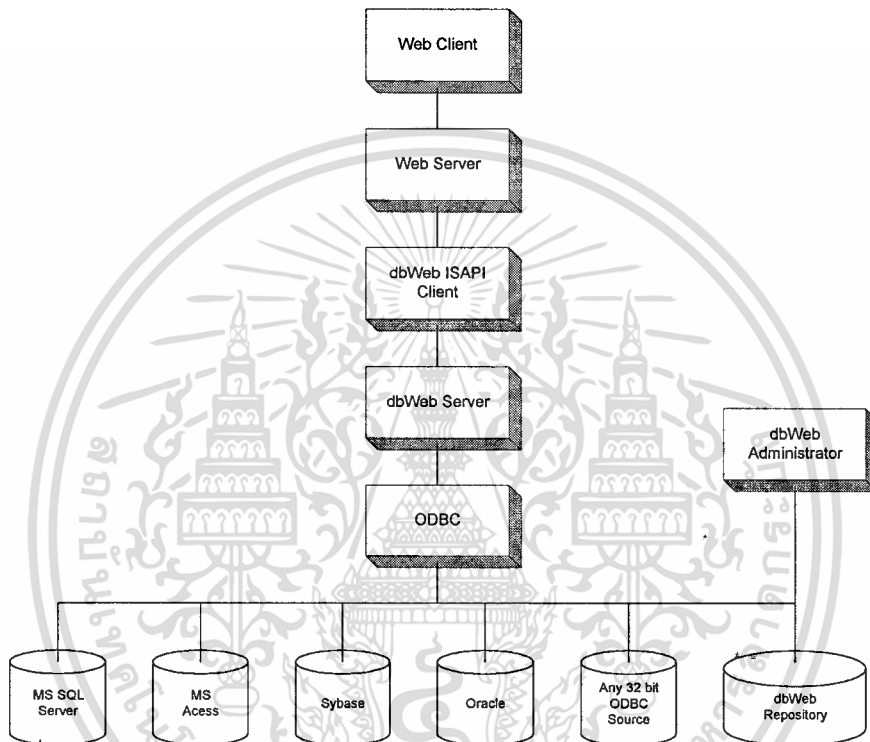 Web Client
Web Server
dbWeb ISAPI
Client
dbWeb Server
dbWeb
Administrator
ODBC
MS SQL
Server
MS
Acess
Sybase
Oracle
Any 32 bit
ODBC
Source
dbWeb
Repository